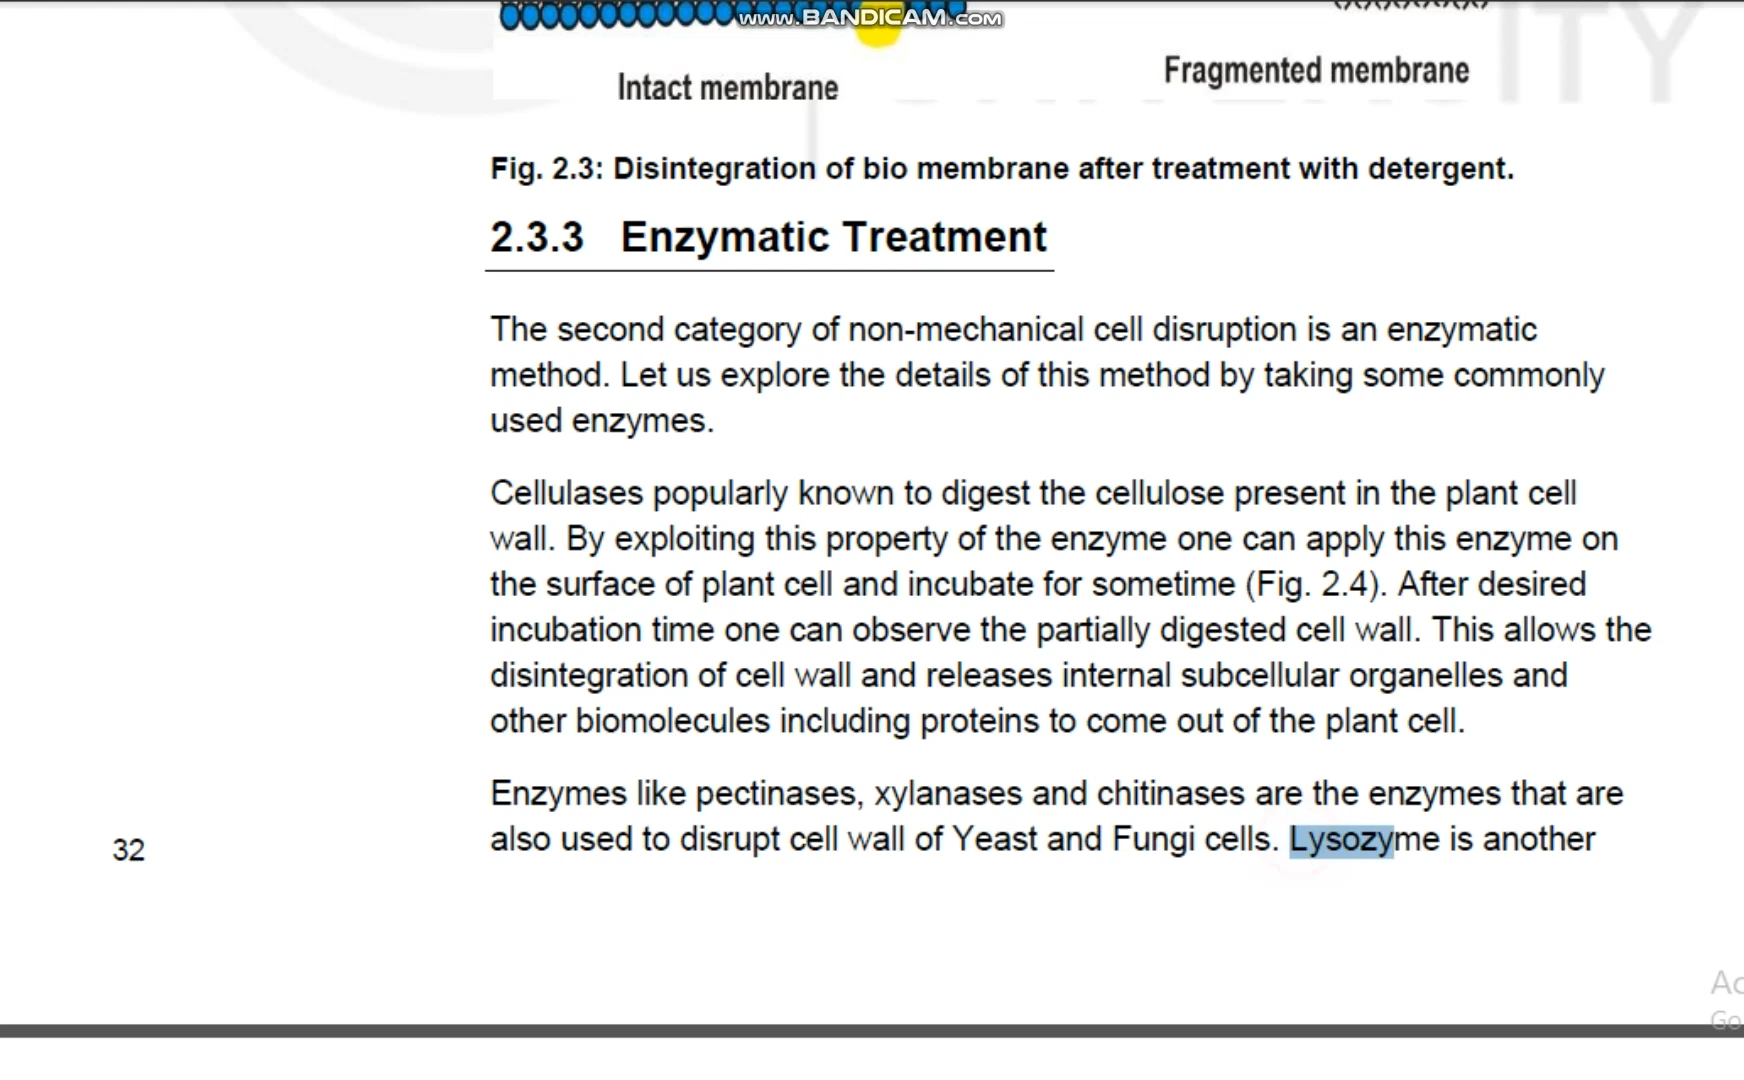 www.BANDICAM.com
ITY
Intact membrane
Fragmented membrane
Fig. 2.3: Disintegration of bio membrane after treatment with detergent.
2.3.3 Enzymatic Treatment
The second category of non-mechanical cell disruption is an enzymatic
method. Let us explore the details of this method by taking some commonly
used enzymes.
Cellulases popularly known to digest the cellulose present in the plant cell
wall. By exploiting this property of the enzyme one can apply this enzyme on
the surface of plant cell and incubate for sometime (Fig. 2.4). After desired
incubation time one can observe the partially digested cell wall. This allows the
disintegration of cell wall and releases internal subcellular organelles and
other biomolecules including proteins to come out of the plant cell.
Enzymes like pectinases, xylanases and chitinases are the enzymes that are
also used to disrupt cell wall of Yeast and Fungi cells. Lysozyme is another
32
Ac
Go